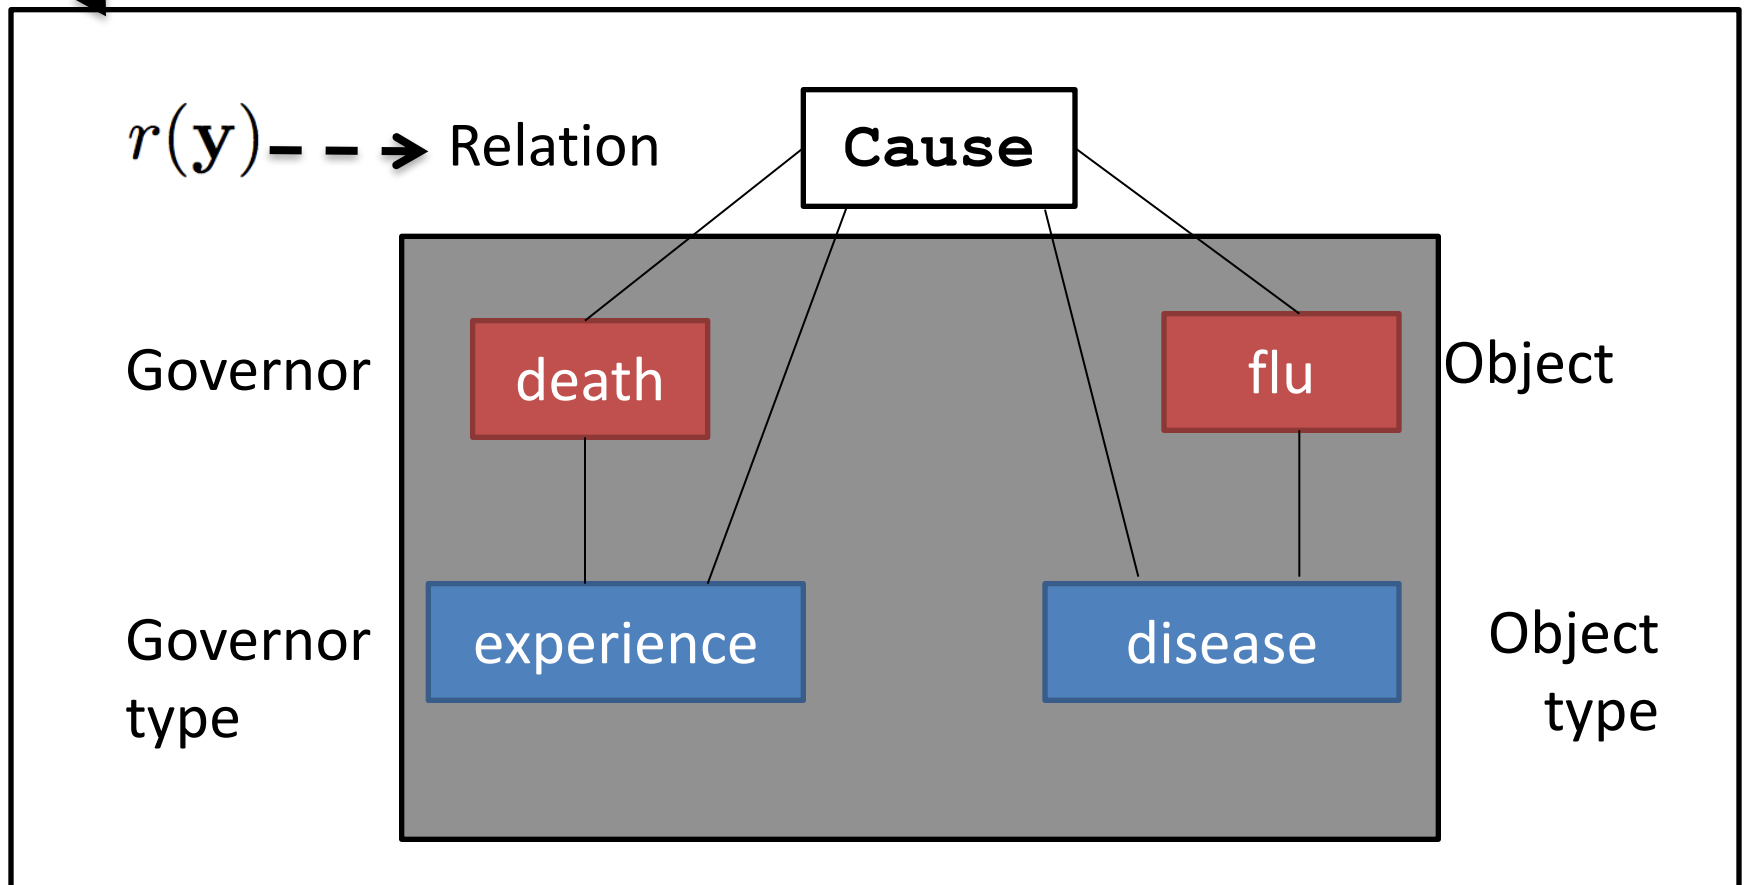 r(y) Relation Cause
Governor death flu Object
Governor type experience disease Object type